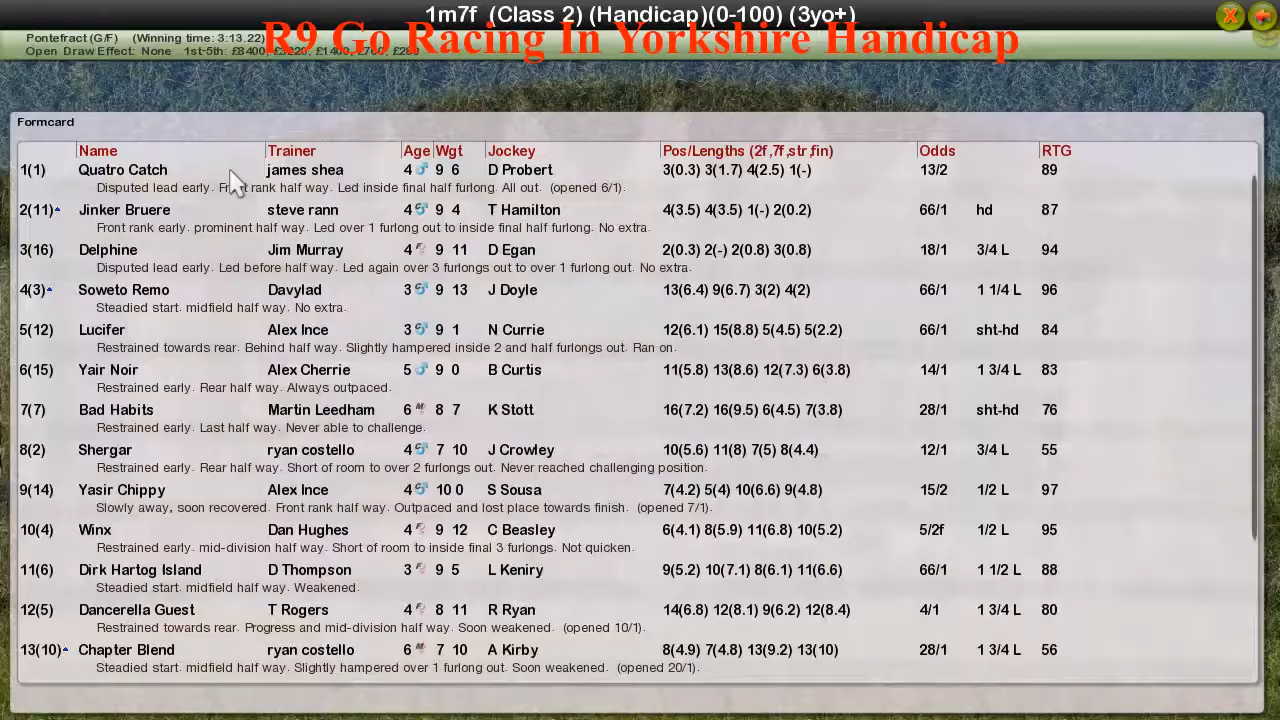 1m7f (Class 2) (Handicap)(0-100) (3yo+)
R9 Go Racing In Yorkshire Handicap
Pontefract (G/F) (Winning time: 3:13.22)
Open Draw Effect: None 1st-5th: £8400, £3220, £1400, £700, £280
Formcard
Name Trainer Age Wgt Jockey Pos/Lengths (2f,7f,str,fin) Odds RTG
1(1) Quatro Catch james shea 4 9 6 D Probert 3(0.3) 3(1.7) 4(2.5) 1(-) 13/2 89
Disputed lead early. Front rank half way. Led inside final half furlong. All out. (opened 6/1).
2(11) Jinker Bruere steve rann 4 9 4 T Hamilton 4(3.5) 4(3.5) 1(-) 2(0.2) 66/1 hd 87
Front rank early. prominent half way. Led over 1 furlong out to inside final half furlong. No extra.
3(16) Delphine Jim Murray 4 9 11 D Egan 2(0.3) 2(-) 2(0.8) 3(0.8) 18/1 3/4 L 94
Disputed lead early. Led before half way. Led again over 3 furlongs out to over 1 furlong out. No extra.
4(3) Soweto Remo Davylad 3 9 13 J Doyle 13(6.4) 9(6.7) 3(2) 4(2) 66/1 1 1/4 L 96
Steadied start. midfield half way. No extra.
5(12) Lucifer Alex Ince 3 9 1 N Currie 12(6.1) 15(8.8) 5(4.5) 5(2.2) 66/1 sht-hd 84
Restrained towards rear. Behind half way. Slightly hampered inside 2 and half furlongs out. Ran on.
6(15) Yair Noir Alex Cherrie 5 9 0 B Curtis 11(5.8) 13(8.6) 12(7.3) 6(3.8) 14/1 1 3/4 L 83
Restrained early. Rear half way. Always outpaced.
7(7) Bad Habits Martin Leedham 6 8 7 K Stott 16(7.2) 16(9.5) 6(4.5) 7(3.8) 28/1 sht-hd 76
Restrained early. Last half way. Never able to challenge.
8(2) Shergar ryan costello 4 7 10 J Crowley 10(5.6) 11(8) 7(5) 8(4.4) 12/1 3/4 L 55
Restrained early. Rear half way. Short of room to over 2 furlongs out. Never reached challenging position.
9(14) Yasir Chippy Alex Ince 4 10 0 S Sousa 7(4.2) 5(4) 10(6.6) 9(4.8) 15/2 1/2 L 97
Slowly away, soon recovered. Front rank half way. Outpaced and lost place towards finish. (opened 7/1).
10(4) Winx Dan Hughes 4 9 12 C Beasley 6(4.1) 8(5.9) 11(6.8) 10(5.2) 5/2f 1/2 L 95
Restrained early. mid-division half way. Short of room to inside final 3 furlongs. Not quicken.
11(6) Dirk Hartog Island D Thompson 3 9 5 L Keniry 9(5.2) 10(7.1) 8(6.1) 11(6.6) 66/1 1 1/2 L 88
Steadied start. midfield half way. Weakened.
12(5) Dancerella Guest T Rogers 4 8 11 R Ryan 14(6.8) 12(8.1) 9(6.2) 12(8.4) 4/1 1 3/4 L 80
Restrained towards rear. Progress and mid-division half way. Soon weakened. (opened 10/1).
13(10) Chapter Blend ryan costello 6 7 10 A Kirby 8(4.9) 7(4.8) 13(9.2) 13(10) 28/1 1 3/4 L 56
Steadied start. midfield half way. Slightly hampered over 1 furlong out. Soon weakened. (opened 20/1).